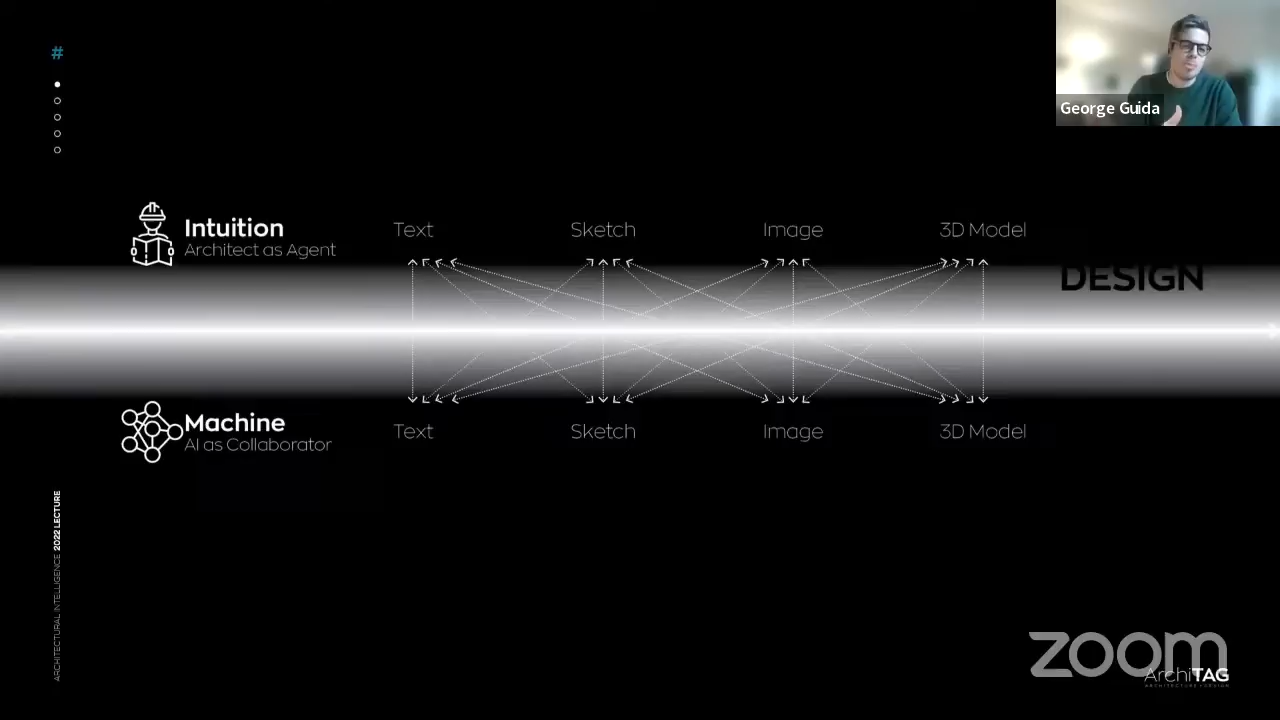 #
George Guida
Intuition
Architect as Agent
Text
Sketch
Image
3D Model
DESIGN
Machine
AI as Collaborator
Text
Sketch
Image
3D Model
ARCHITECTURAL INTELLIGENCE 2022 LECTURE
zoom
ArchiTAG